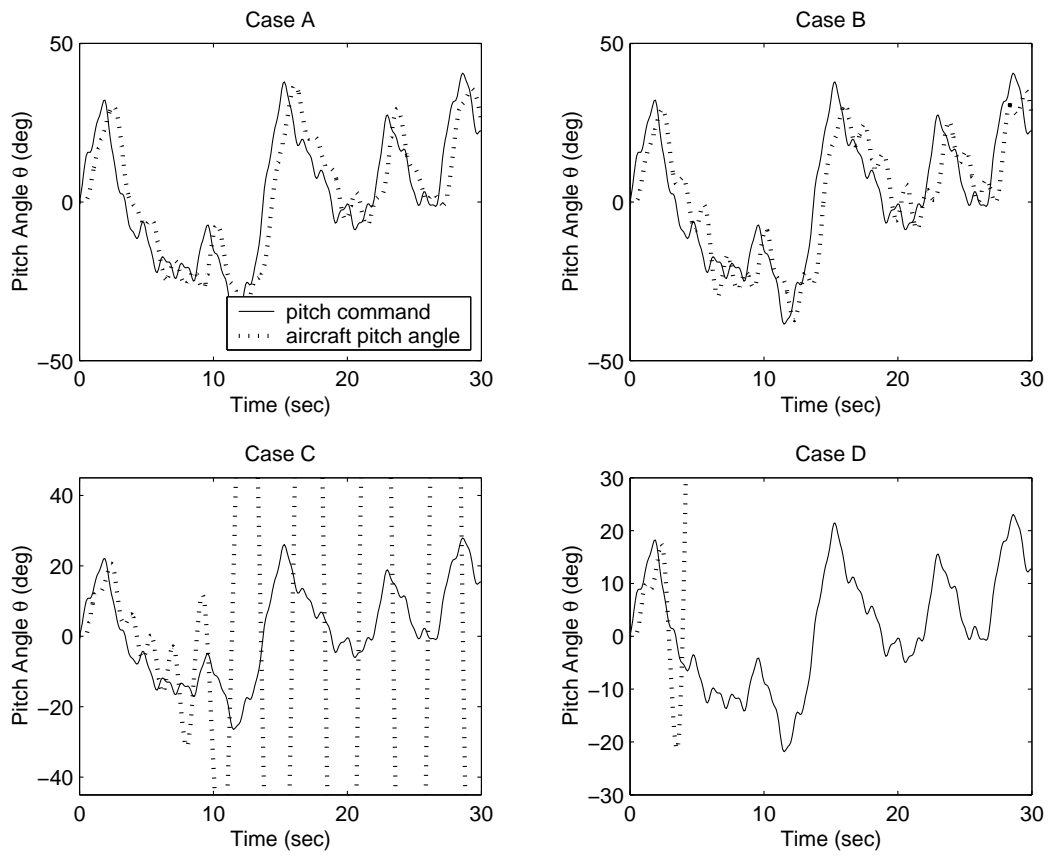 Case A
50
0
−50
0
10
20
30
Time (sec)
Pitch Angle θ (deg)
pitch command
aircraft pitch angle
Case B
50
0
−50
0
10
20
30
Time (sec)
Pitch Angle θ (deg)
Case C
40
20
0
−20
−40
0
10
20
30
Time (sec)
Pitch Angle θ (deg)
Case D
30
20
10
0
−10
−20
−30
0
10
20
30
Time (sec)
Pitch Angle θ (deg)